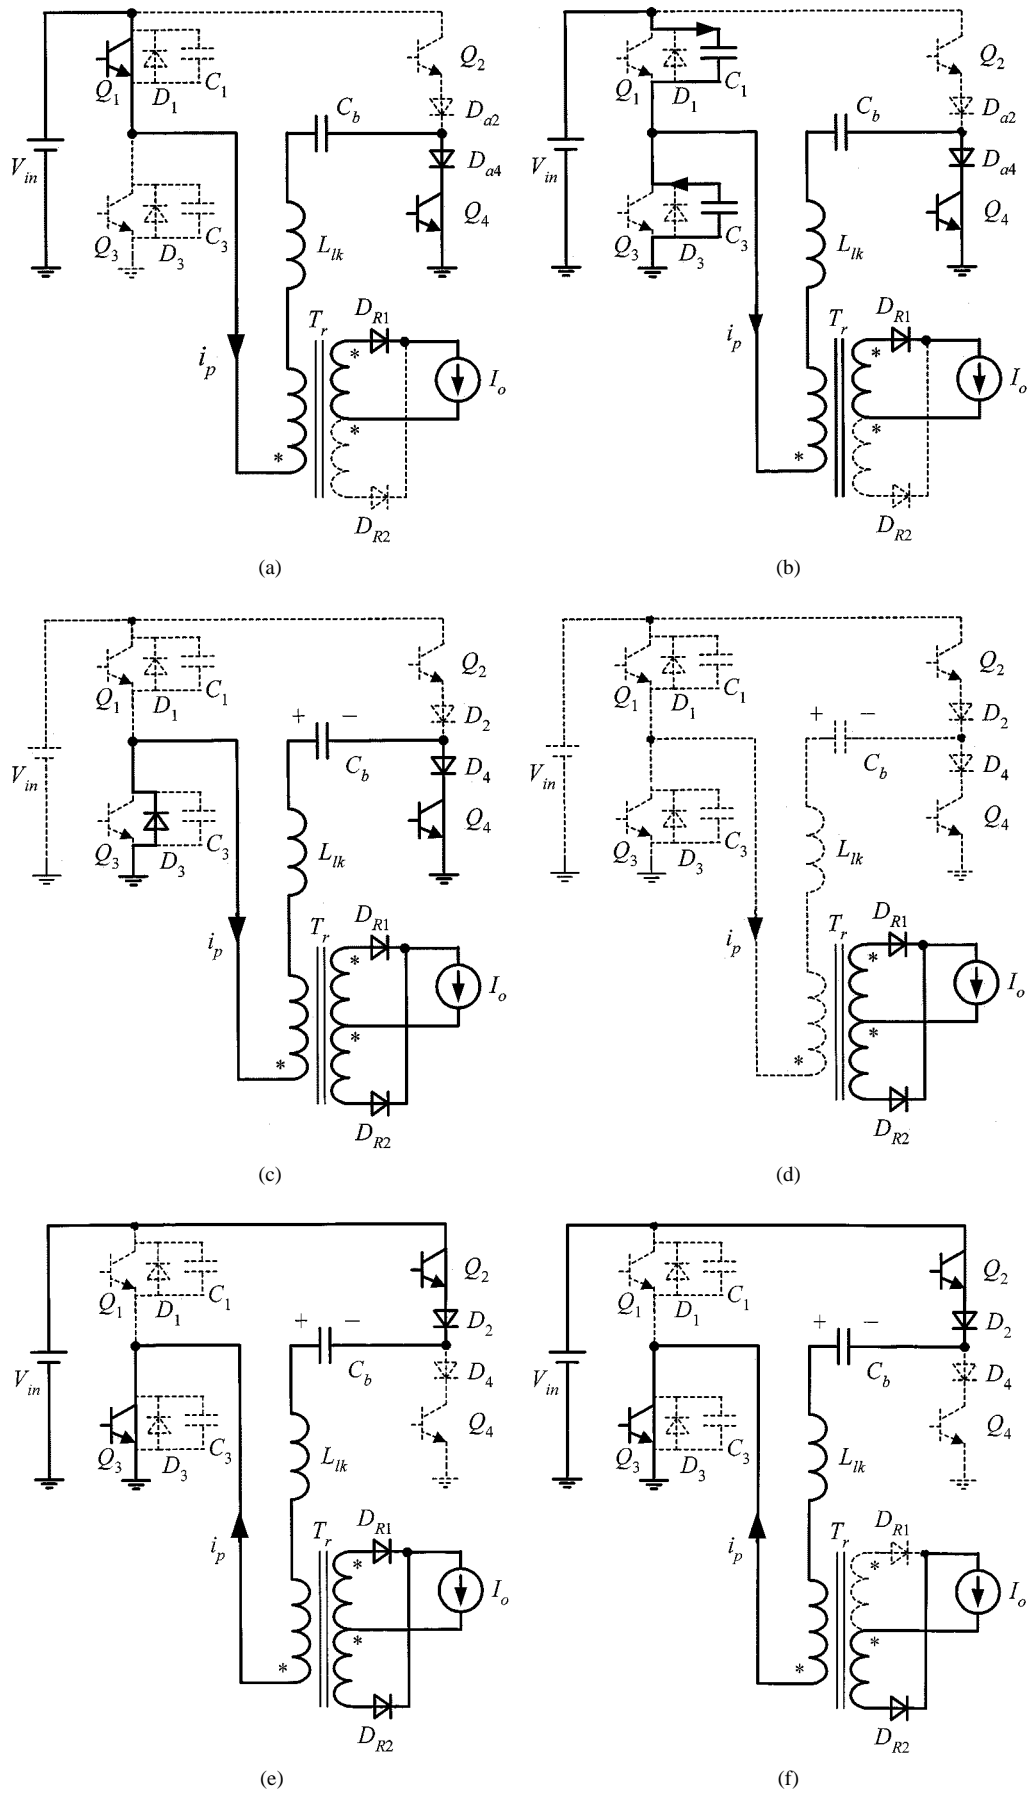 Q1 D1 C1 Q2
Vin Cb Da2
Da4
Q3 D3 C3 Q4
Llk
ip Tr DR1
* * Io
*
DR2
(a)
Q1 D1 C1 Q2
Vin Cb Da2
Da4
Q3 D3 C3 Q4
Llk
ip Tr DR1
* * Io
*
DR2
(b)
Q1 D1 C1 Q2
+ − D2
Vin Cb D4
Q3 D3 C3 Q4
Llk
ip Tr DR1
* * Io
*
DR2
(c)
Q1 D1 C1 Q2
+ − D2
Vin Cb D4
Q3 D3 C3 Q4
Llk
ip Tr DR1
* * Io
*
DR2
(d)
Q1 D1 C1 Q2
+ − D2
Vin Cb D4
Q3 D3 C3 Q4
Llk
ip Tr DR1
* * Io
*
DR2
(e)
Q1 D1 C1 Q2
+ − D2
Vin Cb D4
Q3 D3 C3 Q4
Llk
ip Tr DR1
* * Io
*
DR2
(f)